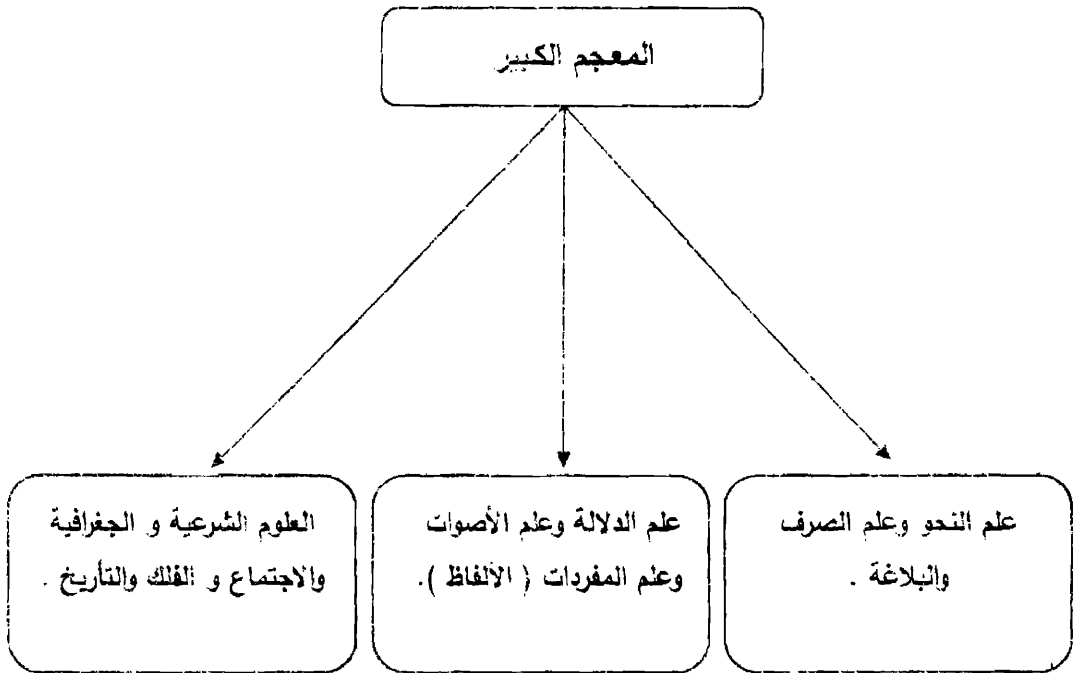 المعجم الكبير
علم النحو وعلم الصرف
والبلاغة .
علم الدلالة وعلم الأصوات
وعلم المفردات ( الألفاظ ).
العلوم الشرعية و الجغرافية
والاجتماع و الفلك والتأريخ .